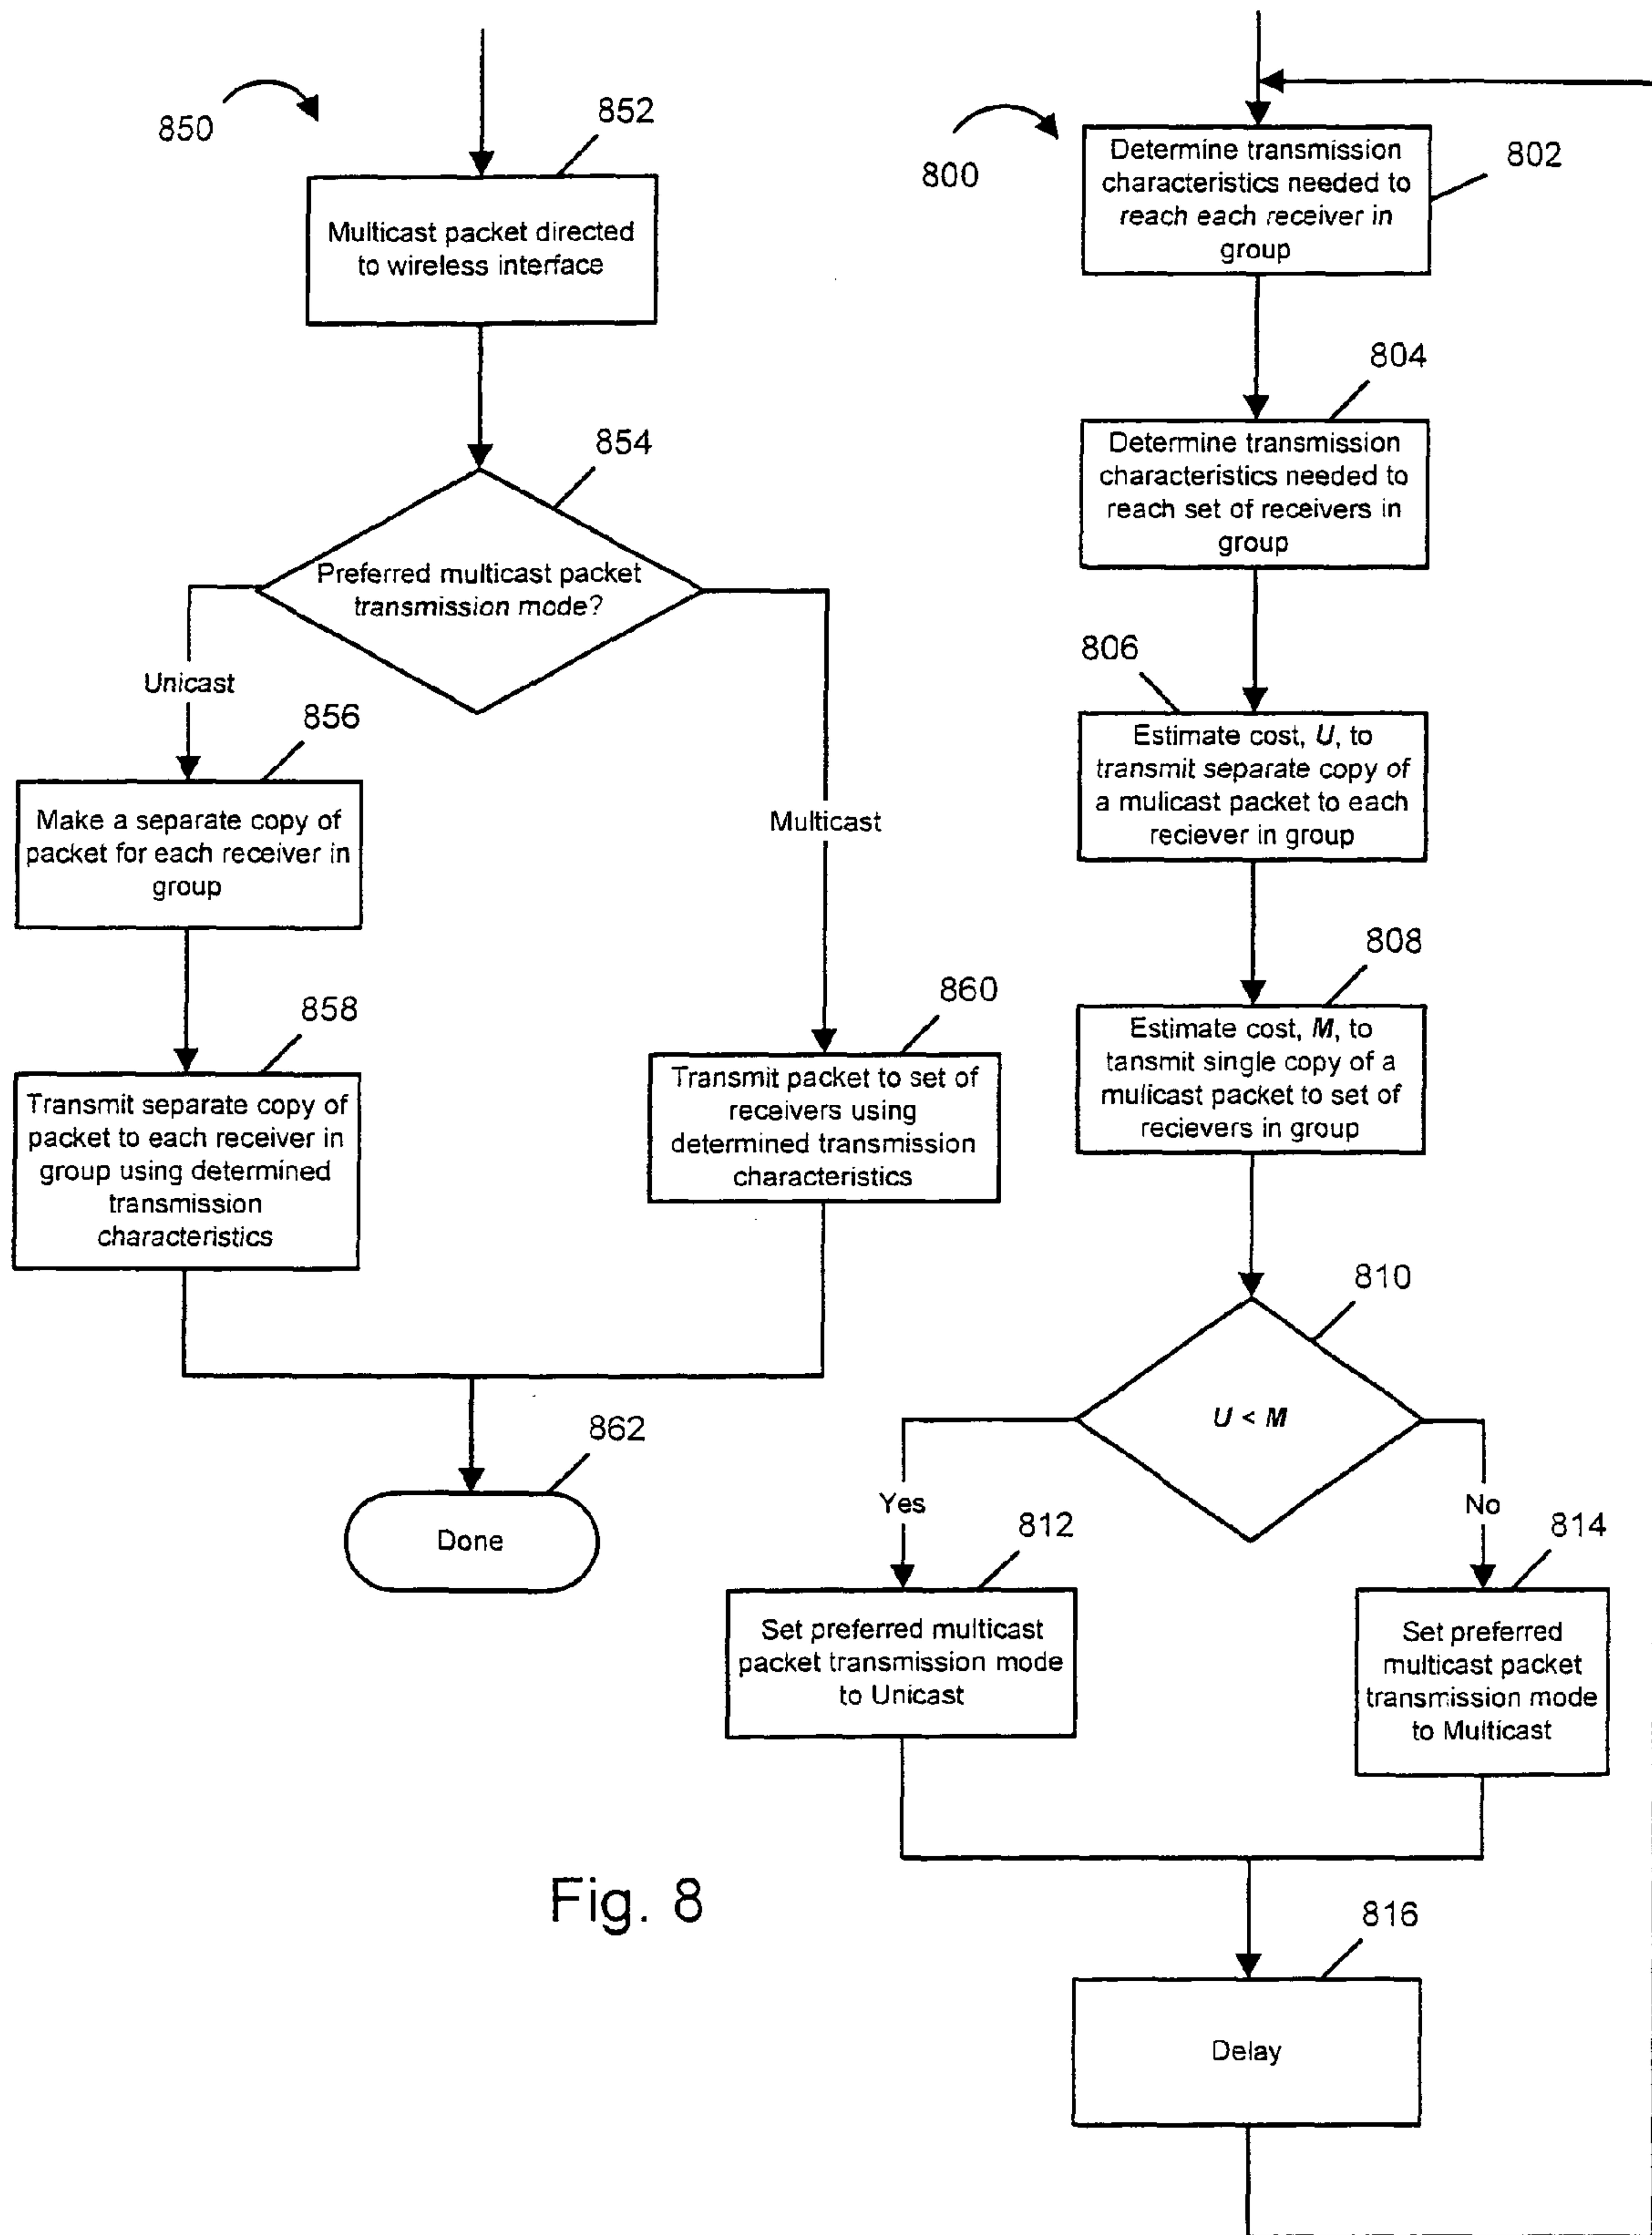 850
852
Multicast packet directed
to wireless interface
854
Preferred multicast packet
transmission mode?
Unicast
Multicast
856
Make a separate copy of
packet for each receiver in
group
858
Transmit separate copy of
packet to each receiver in
group using determined
transmission
characteristics
860
Transmit packet to set of
receivers using
determined transmission
characteristics
862
Done
800
802
Determine transmission
characteristics needed to
reach each receiver in
group
804
Determine transmission
characteristics needed to
reach set of receivers in
group
806
Estimate cost, U, to
transmit separate copy of
a mulicast packet to each
reciever in group
808
Estimate cost, M, to
tansmit single copy of a
mulicast packet to set of
recievers in group
810
U < M
Yes
No
812
Set preferred multicast
packet transmission mode
to Unicast
814
Set preferred
multicast packet
transmission mode
to Multicast
816
Delay
Fig. 8